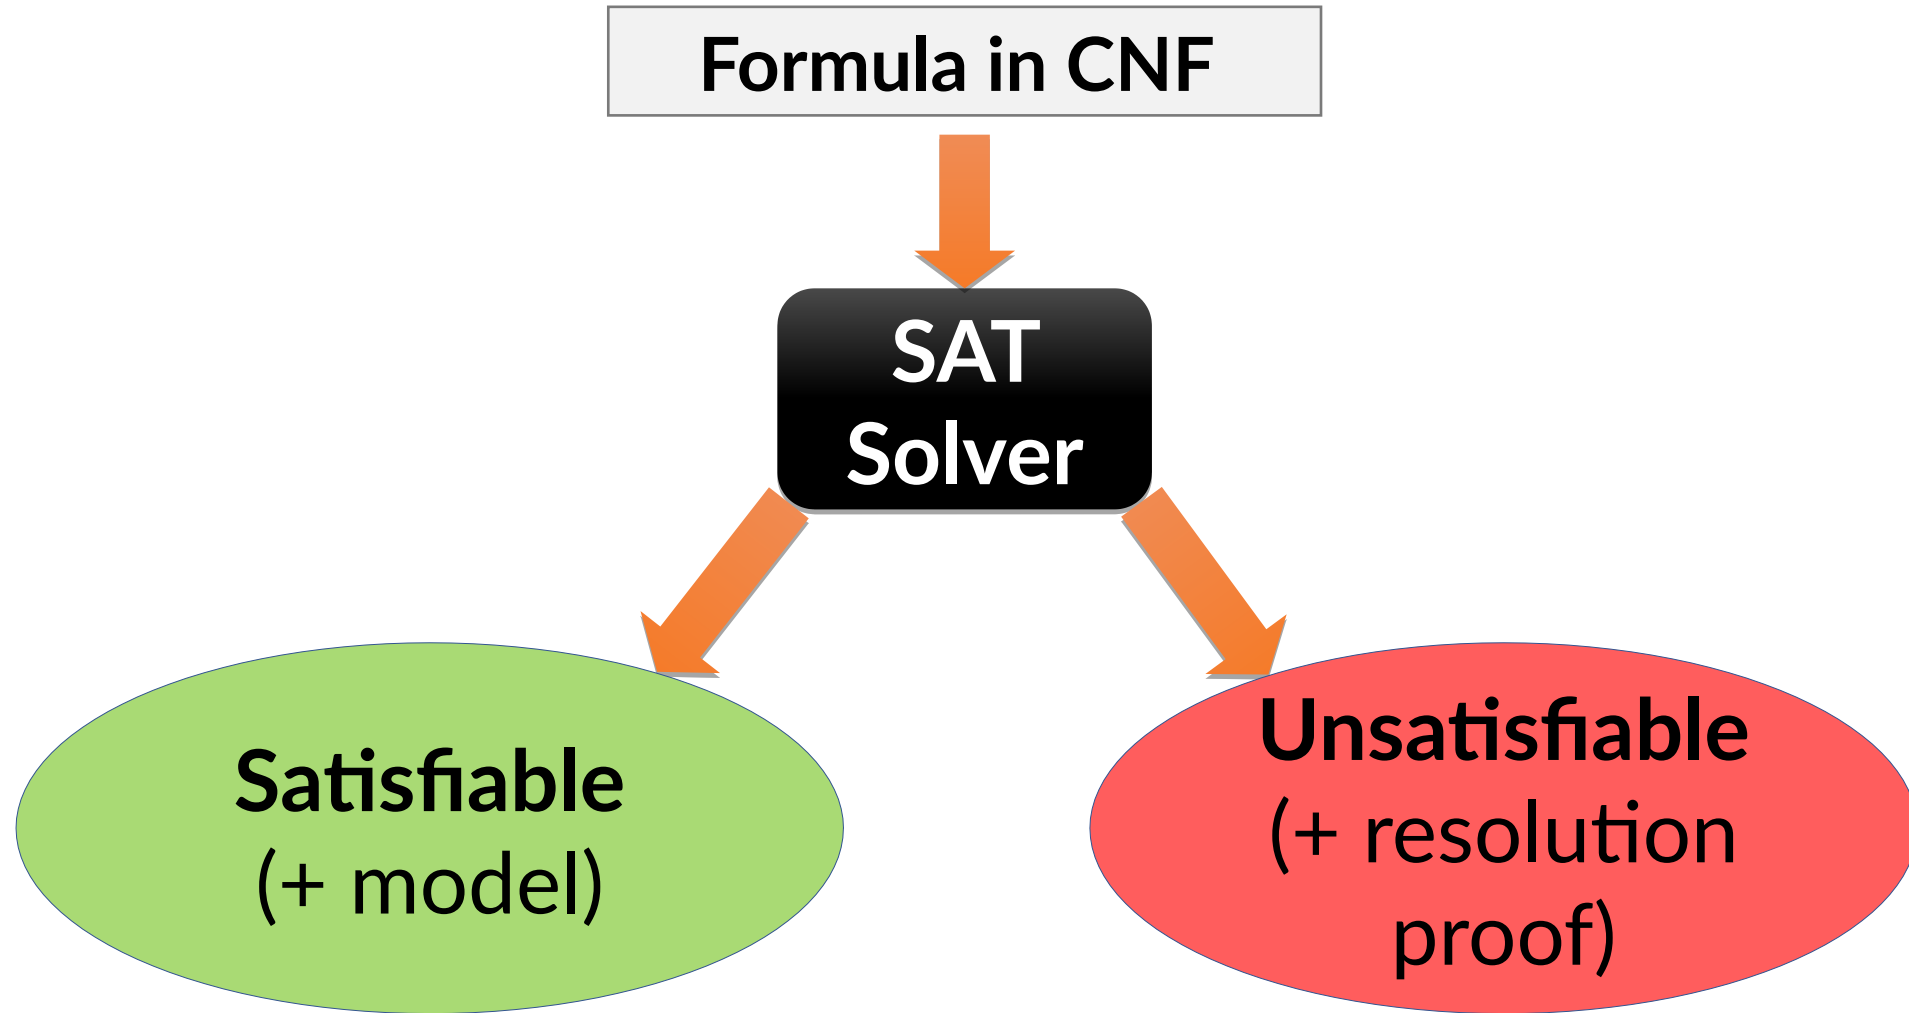 Formula in CNF
SAT
Solver
Satisfiable
(+ model)
Unsatisfiable
(+ resolution
proof)